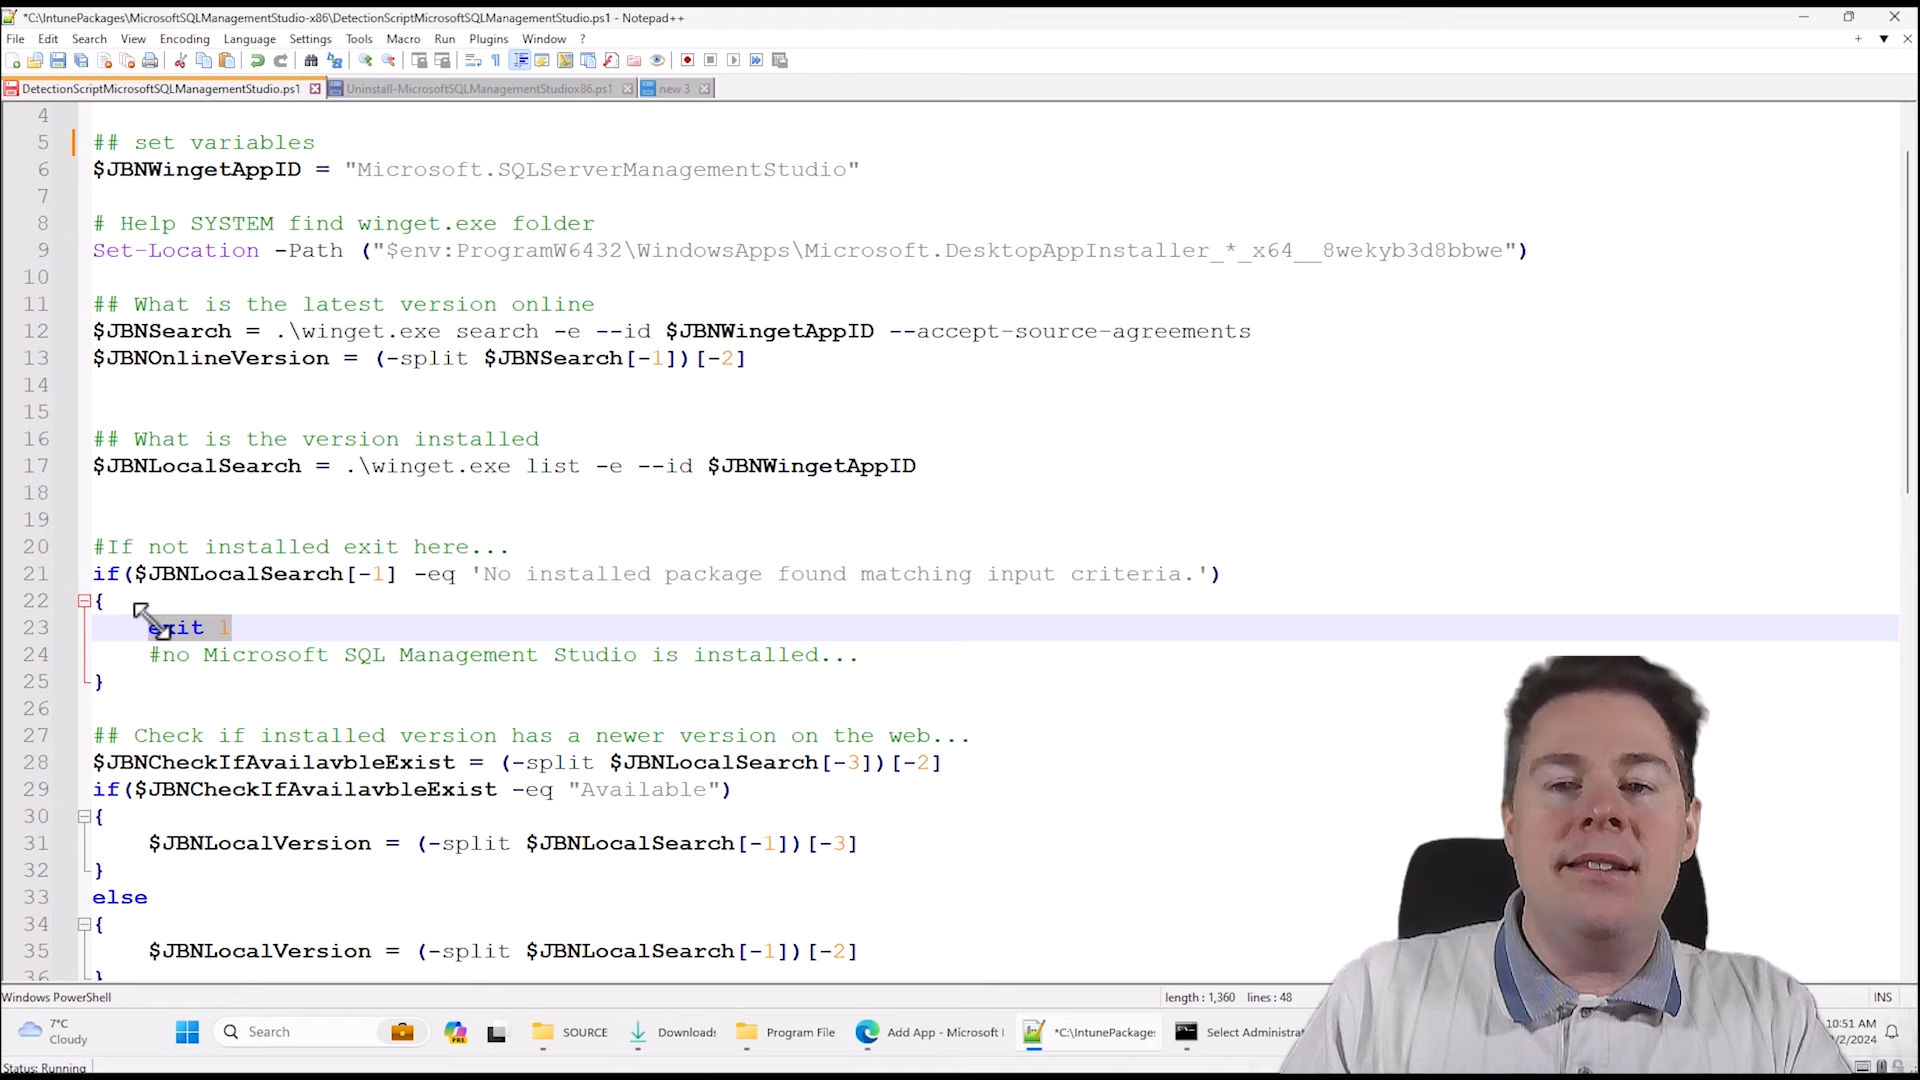 *C:\IntunePackages\MicrosoftSQLManagementStudio-x86\DetectionScriptMicrosoftSQLManagementStudio.ps1 - Notepad++
File Edit Search View Encoding Language Settings Tools Macro Run Plugins Window ?
DetectionScriptMicrosoftSQLManagementStudio.ps1 Uninstall-MicrosoftSQLManagementStudiox86.ps1 new 3
4
5 ## set variables
6 $JBNWingetAppID = "Microsoft.SQLServerManagementStudio"
7
8 # Help SYSTEM find winget.exe folder
9 Set-Location -Path ("$env:ProgramW6432\WindowsApps\Microsoft.DesktopAppInstaller_*_x64__8wekyb3d8bbwe")
10
11 ## What is the latest version online
12 $JBNSearch = .\winget.exe search -e --id $JBNWingetAppID --accept-source-agreements
13 $JBNOnlineVersion = (-split $JBNSearch[-1])[-2]
14
15
16 ## What is the version installed
17 $JBNLocalSearch = .\winget.exe list -e --id $JBNWingetAppID
18
19
20 #If not installed exit here...
21 if($JBNLocalSearch[-1] -eq 'No installed package found matching input criteria.')
22 {
23 exit 1
24 #no Microsoft SQL Management Studio is installed...
25 }
26
27 ## Check if installed version has a newer version on the web...
28 $JBNCheckIfAvailavbleExist = (-split $JBNLocalSearch[-3])[-2]
29 if($JBNCheckIfAvailavbleExist -eq "Available")
30 {
31 $JBNLocalVersion = (-split $JBNLocalSearch[-1])[-3]
32 }
33 else
34 {
35 $JBNLocalVersion = (-split $JBNLocalSearch[-1])[-2]
36 }
Windows PowerShell length : 1,360 lines : 48 INS
7°C
Cloudy
Search PRE SOURCE Downloads Program File Add App - Microsoft I *C:\IntunePackage: Select Administra
10:51 AM
/2/2024
Status: Running